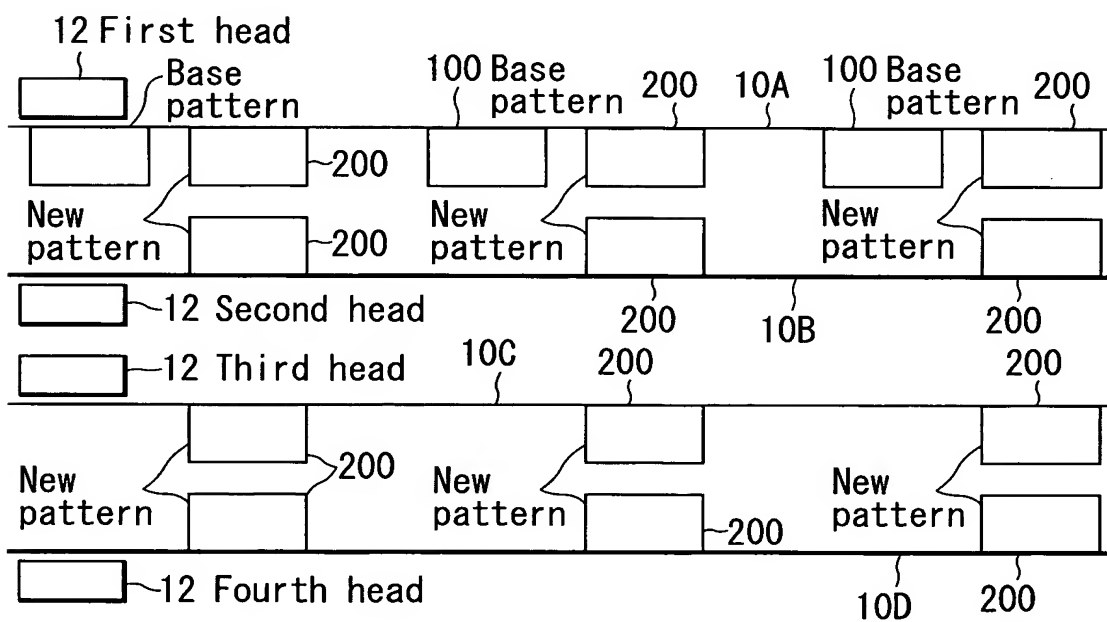 12 First head
Base pattern
100 Base pattern
200
10A
100 Base pattern
200
200
New pattern
200
New pattern
New pattern
12 Second head
200
10B
200
12 Third head
10C
200
200
New pattern
200
New pattern
200
New pattern
12 Fourth head
10D
200